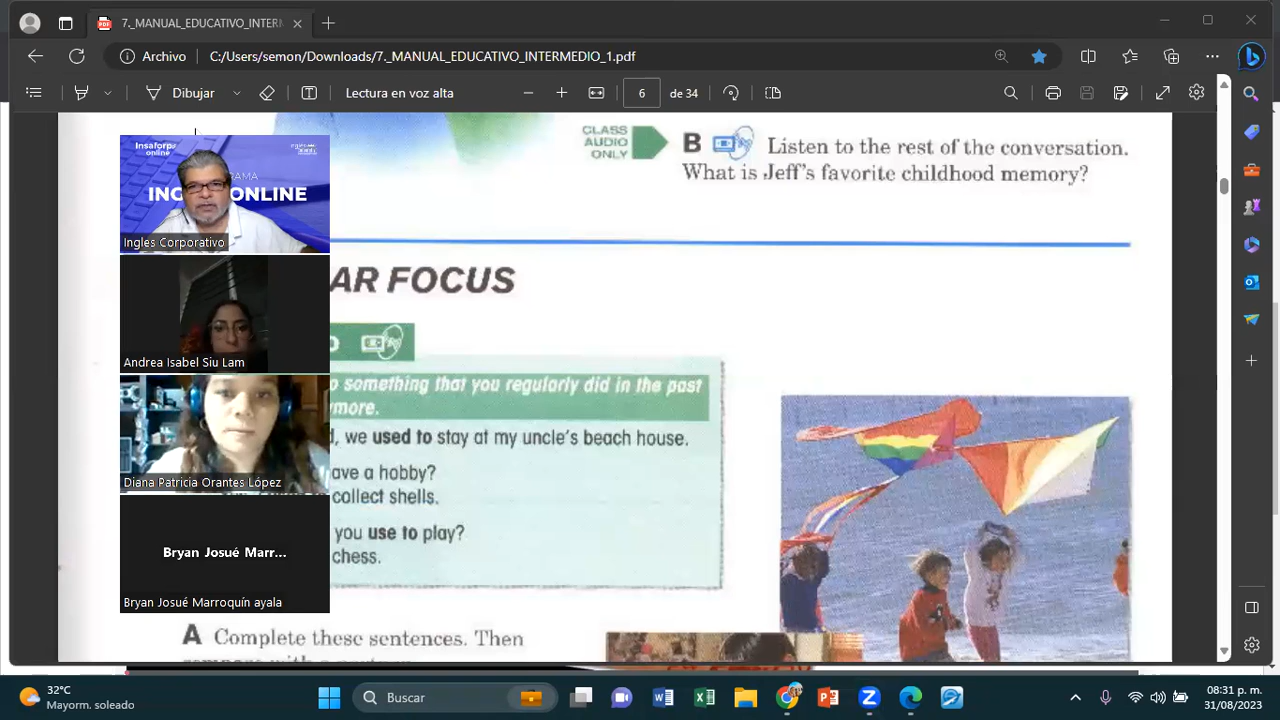 7._MANUAL_EDUCATIVO_INTERM
Archivo
C:/Users/semon/Downloads/7._MANUAL_EDUCATIVO_INTERMEDIO_1.pdf
Dibujar
Lectura en voz alta
6
de 34
CLASS
AUDIO
ONLY
B Listen to the rest of the conversation.
What is Jeff's favorite childhood memory?
Insaforp
online
INGLES ONLINE
Ingles Corporativo
AR FOCUS
Andrea Isabel Siu Lam
something that you regularly did in the past
more.
we used to stay at my uncle's beach house.
ave a hobby?
collect shells.
you use to play?
chess.
Diana Patricia Orantes López
Bryan Josué Marr...
Bryan Josué Marroquín ayala
A Complete these sentences. Then
32°C
Mayorm. soleado
Buscar
08:31 p. m.
31/08/2023